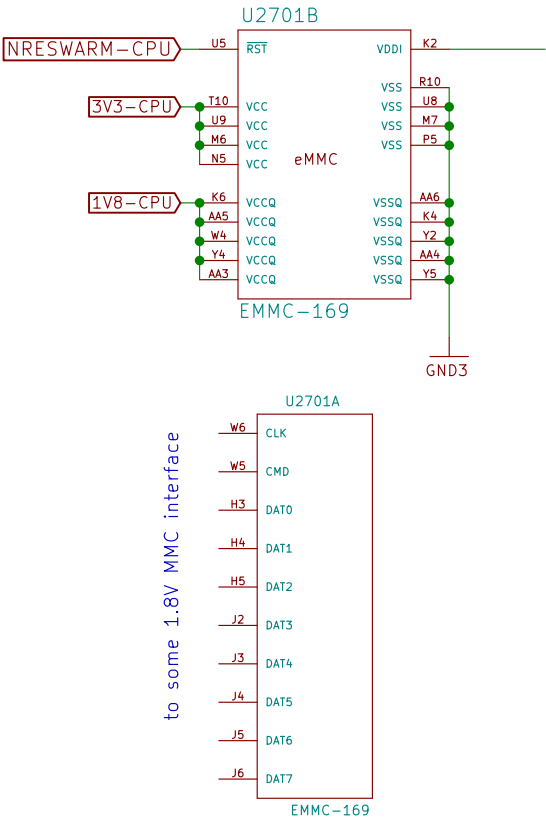 U2701B
NRESWARM-CPU U5 RST VDDI K2
VSS R10
3V3-CPU T10 VCC VSS U8
U9 VCC VSS M7
M6 VCC VSS P5
N5 VCC eMMC
1V8-CPU K6 VCCQ VSSQ AA6
AA5 VCCQ VSSQ K4
W4 VCCQ VSSQ Y2
Y4 VCCQ VSSQ AA4
AA3 VCCQ VSSQ Y5
EMMC-169
GND3
U2701A
to some 1.8V MMC interface
W6 CLK
W5 CMD
H3 DAT0
H4 DAT1
H5 DAT2
J2 DAT3
J3 DAT4
J4 DAT5
J5 DAT6
J6 DAT7
EMMC-169